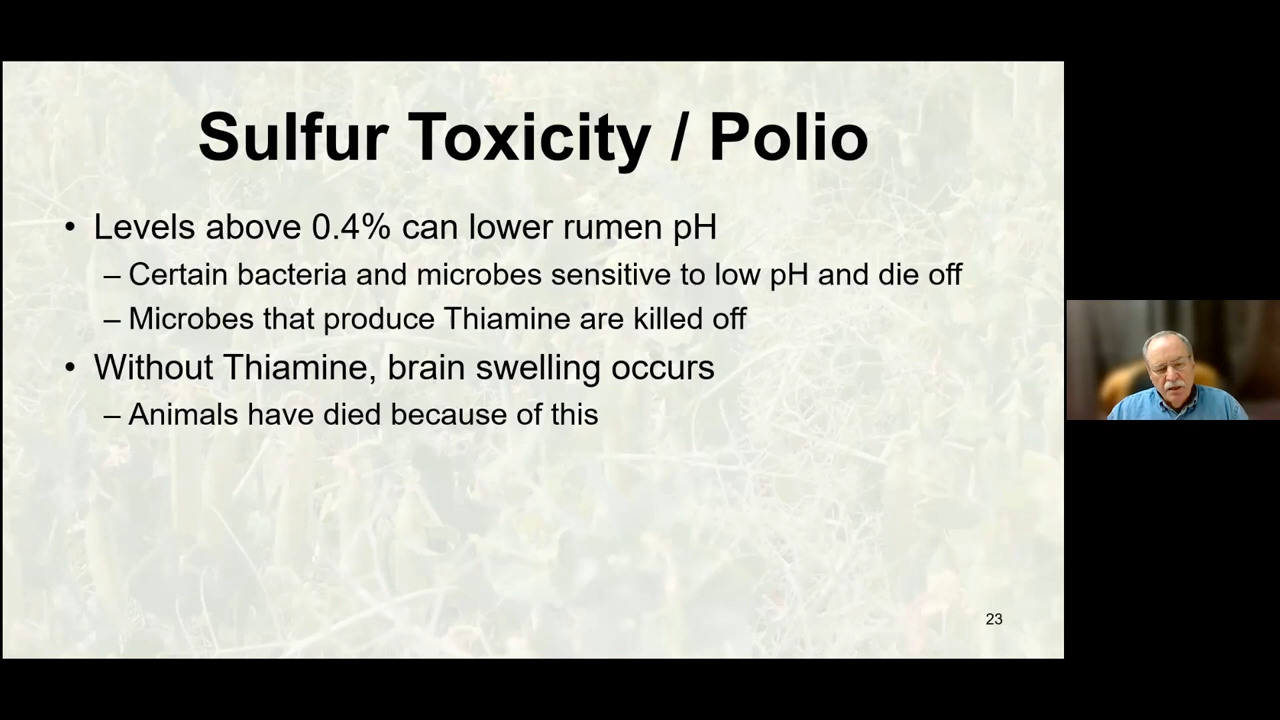 Sulfur Toxicity / Polio
• Levels above 0.4% can lower rumen pH
– Certain bacteria and microbes sensitive to low pH and die off
– Microbes that produce Thiamine are killed off
• Without Thiamine, brain swelling occurs
– Animals have died because of this
23